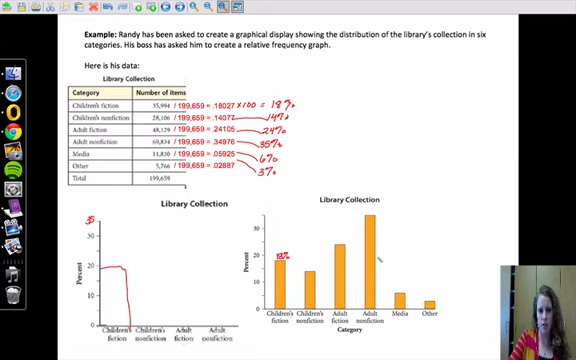 Example: Randy has been asked to create a graphical display showing the distribution of the library's collection in six
categories. His boss has asked him to create a relative frequency graph.
Here is his data:
Library Collection
Category Number of items
Children's fiction 35,994 / 199,659 = .18027 ×100 = 18%
Children's nonfiction 28,106 / 199,659 = .14077 14%
Adult fiction 48,129 / 199,659 = .24105 24%
Adult nonfiction 69,834 / 199,659 = .34976 35%
Media 11,830 / 199,659 = .05925 6%
Other 5,766 / 199,659 = .02887 3%
Total 199,659
Library Collection
35
30
20
10
0
Percent
Children's fiction
Children's nonfiction
Adult fiction
Adult nonfiction
Library Collection
30
20
10
0
Percent
18%
Children's fiction
Children's nonfiction
Adult fiction
Adult nonfiction
Media
Other
Category